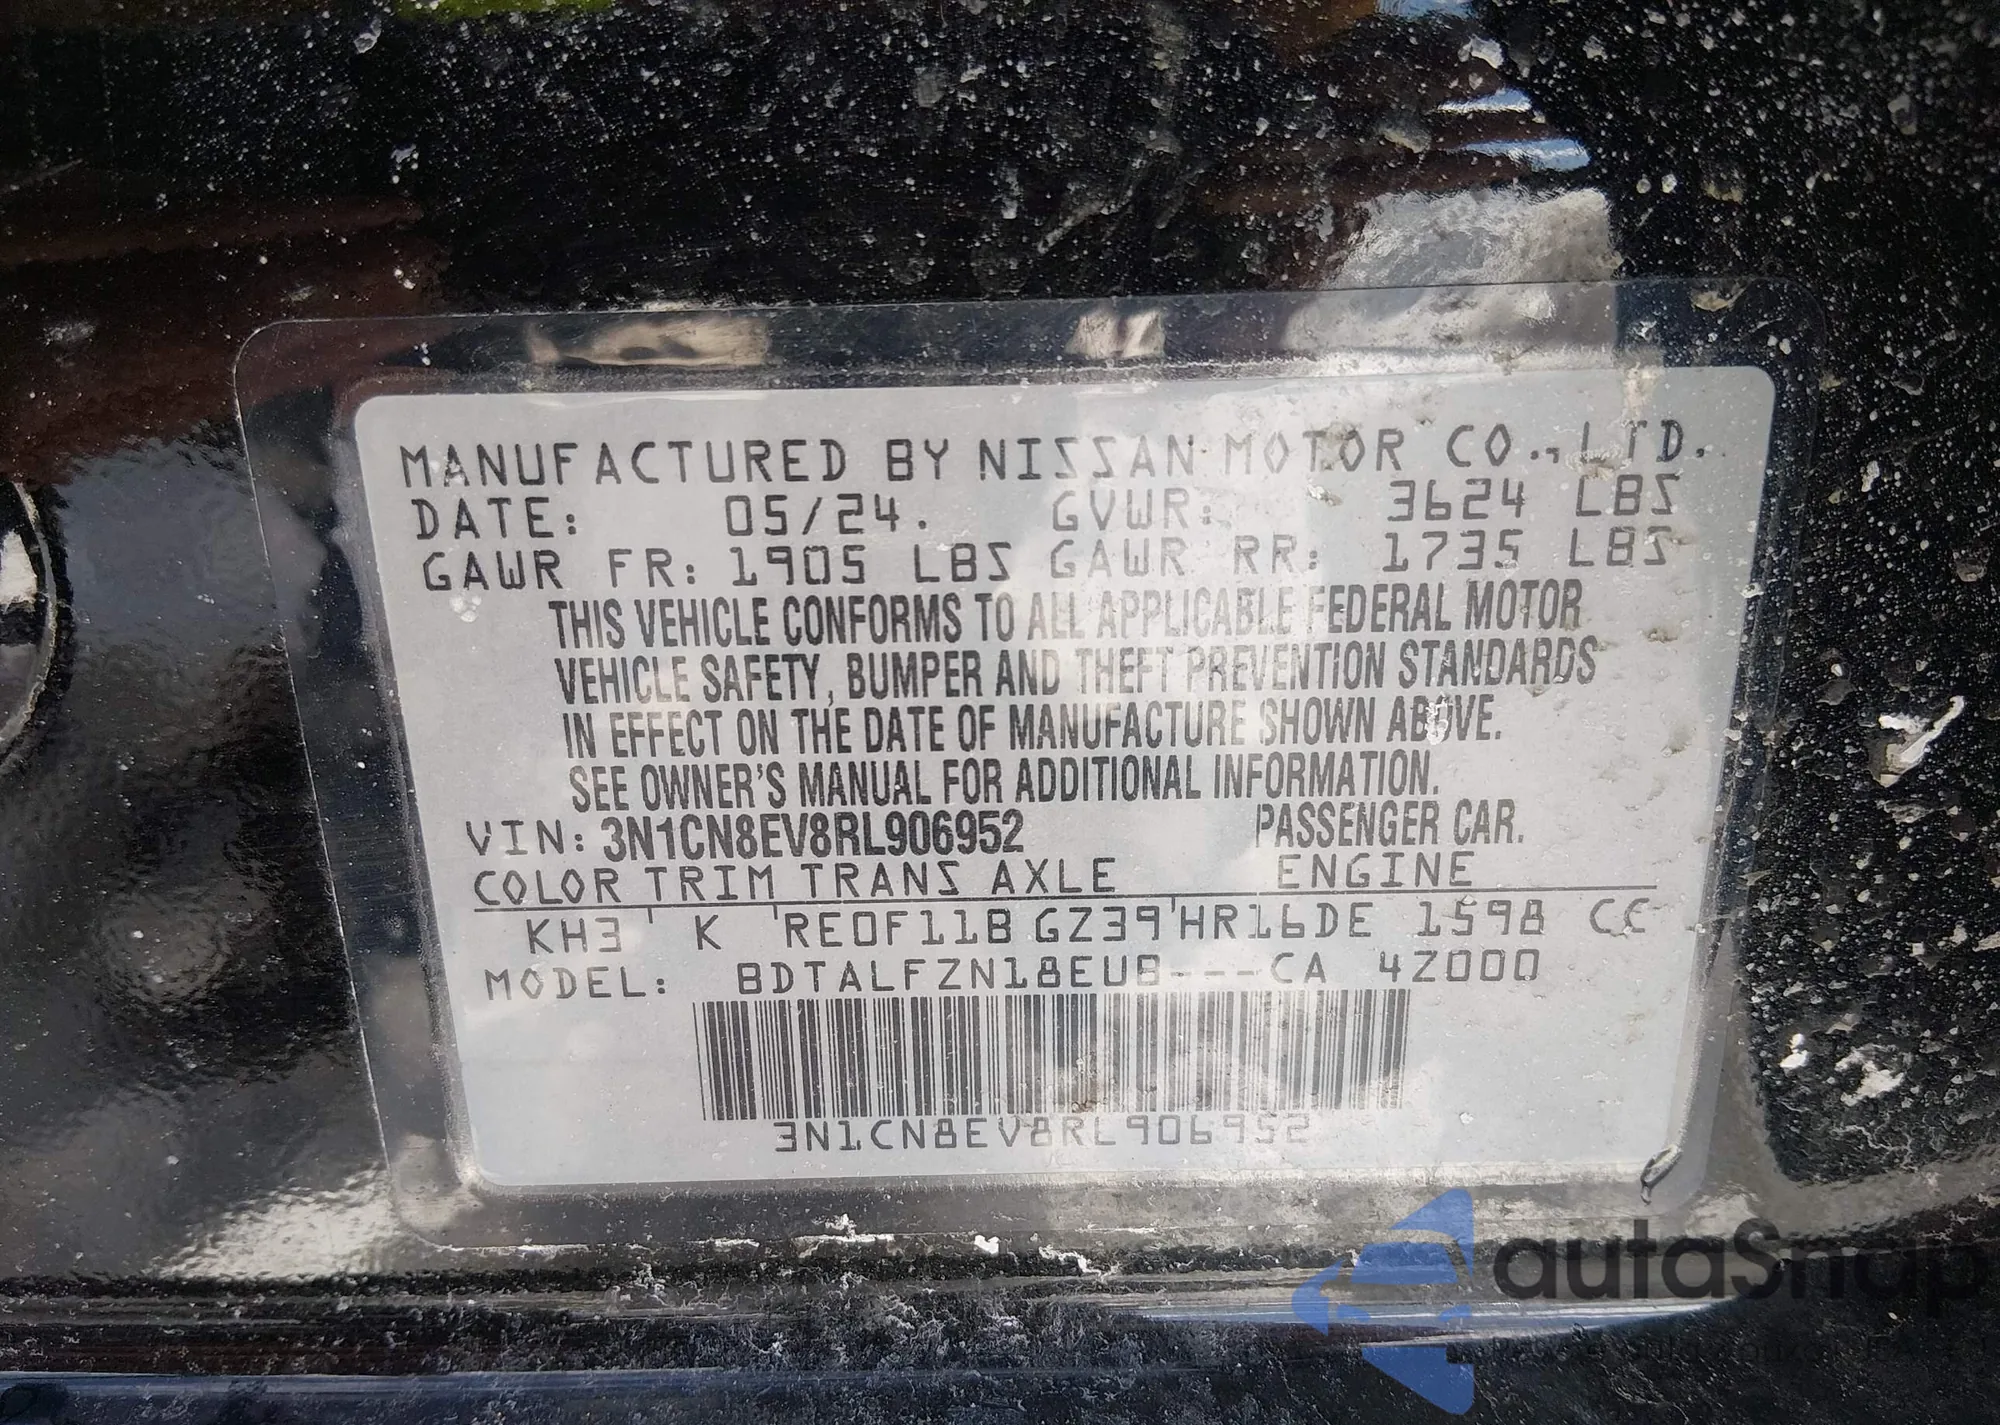 MANUFACTURED BY NISSAN MOTOR CO., LTD.
DATE: 05/24. GVWR: 3624 LBS
GAWR FR: 1905 LBS GAWR RR: 1735 LBS
THIS VEHICLE CONFORMS TO ALL APPLICABLE FEDERAL MOTOR
VEHICLE SAFETY, BUMPER AND THEFT PREVENTION STANDARDS
IN EFFECT ON THE DATE OF MANUFACTURE SHOWN ABOVE.
SEE OWNER'S MANUAL FOR ADDITIONAL INFORMATION.
VIN: 3N1CN8EV8RL906952 PASSENGER CAR.
COLOR TRIM TRANS AXLE ENGINE
KH3 K RE0F11B GZ39 HR16DE 1598 CC
MODEL: BDTALFZN18EUB---CA 4Z000
3N1CN8EV8RL906952
autaSnap